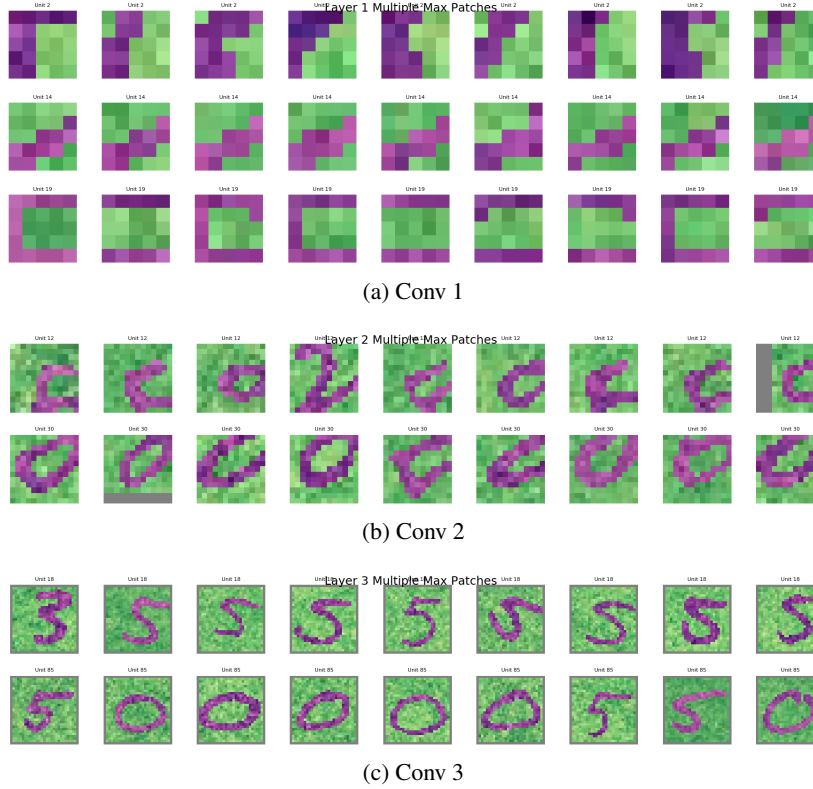 Layer 1 Multiple Max Patches
Unit 2 Unit 2 Unit 2 Unit 2 Unit 2 Unit 2 Unit 2 Unit 2
Unit 14 Unit 14 Unit 14 Unit 14 Unit 14 Unit 14 Unit 14 Unit 14 Unit 14
Unit 19 Unit 19 Unit 19 Unit 19 Unit 19 Unit 19 Unit 19 Unit 19 Unit 19
(a) Conv 1
Layer 2 Multiple Max Patches
Unit 12 Unit 12 Unit 12 Unit 12 Unit 12 Unit 12 Unit 12 Unit 12
Unit 30 Unit 30 Unit 30 Unit 30 Unit 30 Unit 30 Unit 30 Unit 30 Unit 30
(b) Conv 2
Layer 3 Multiple Max Patches
Unit 18 Unit 18 Unit 18 Unit 18 Unit 18 Unit 18 Unit 18 Unit 18
Unit 85 Unit 85 Unit 85 Unit 85 Unit 85 Unit 85 Unit 85 Unit 85 Unit 85
(c) Conv 3